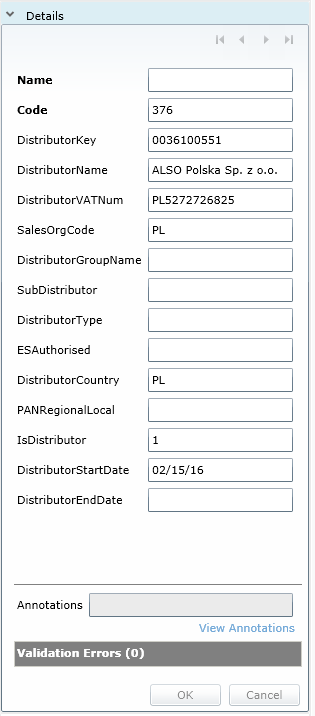 Details
Name
Code 376
DistributorKey 0036100551
DistributorName ALSO Polska Sp. z o.o.
DistributorVATNum PL5272726825
SalesOrgCode PL
DistributorGroupName
SubDistributor
DistributorType
ESAuthorised
DistributorCountry PL
PANRegionalLocal
IsDistributor 1
DistributorStartDate 02/15/16
DistributorEndDate
Annotations
View Annotations
Validation Errors (0)
OK Cancel